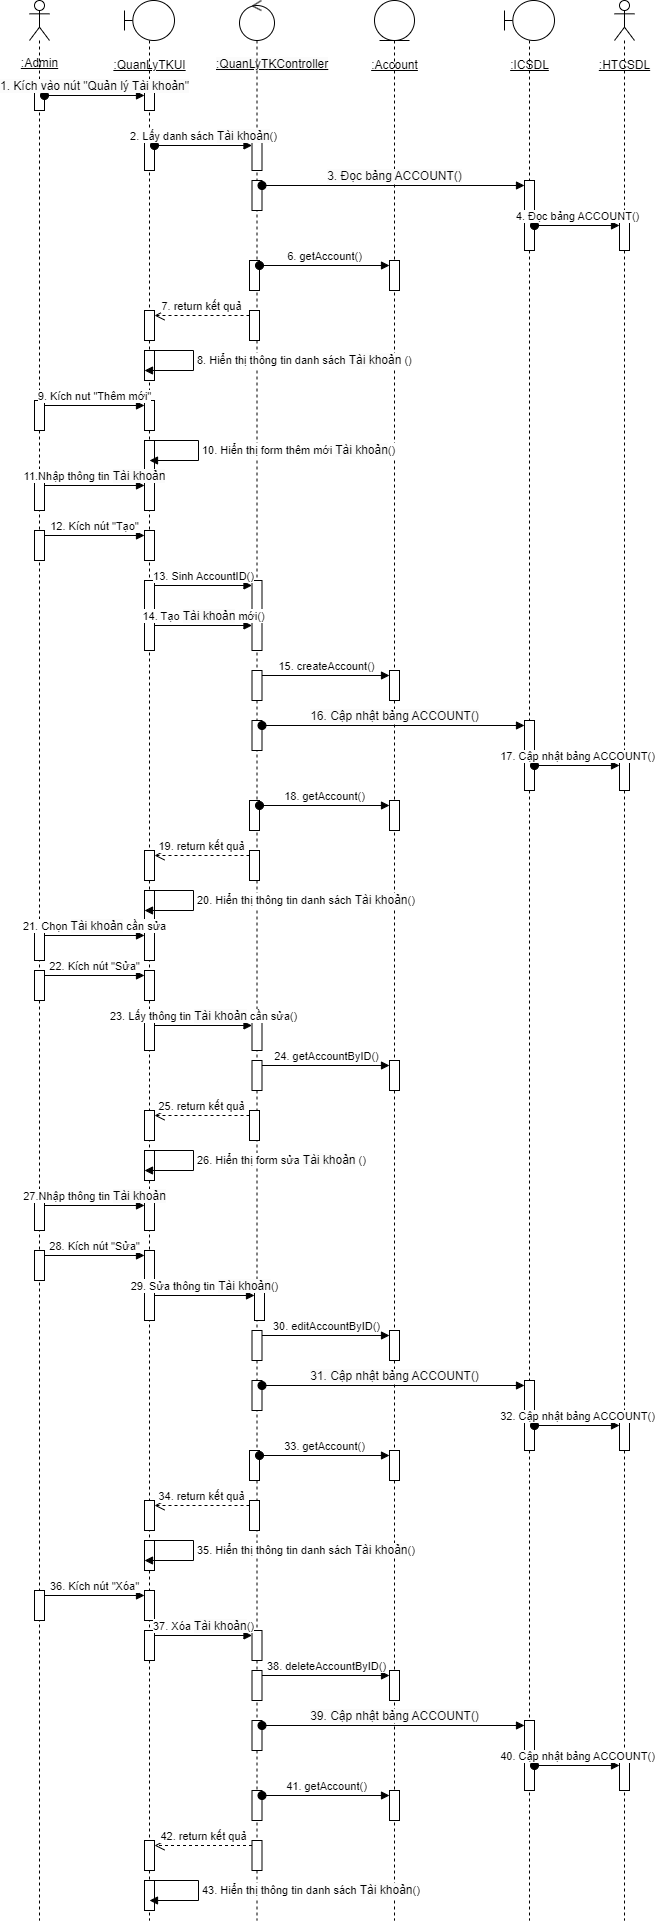 :Admin
:QuanLyTKUI
:QuanLyTKController
:Account
:ICSDL
:HTCSDL
1. Kích vào nút "Quản lý Tài khoản"
2. Lấy danh sách Tài khoản()
3. Đọc bảng ACCOUNT()
4. Đọc bảng ACCOUNT()
6. getAccount()
7. return kết quả
8. Hiển thị thông tin danh sách Tài khoản ()
9. Kích nut "Thêm mới"
10. Hiển thị form thêm mới Tài khoản()
11.Nhập thông tin Tài khoản
12. Kích nút "Tạo"
13. Sinh AccountID()
14. Tạo Tài khoản mới()
15. createAccount()
16. Cập nhật bảng ACCOUNT()
17. Cập nhật bảng ACCOUNT()
18. getAccount()
19. return kết quả
20. Hiển thị thông tin danh sách Tài khoản()
21. Chọn Tài khoản cần sửa
22. Kích nút "Sửa"
23. Lấy thông tin Tài khoản cần sửa()
24. getAccountByID()
25. return kết quả
26. Hiển thị form sửa Tài khoản ()
27.Nhập thông tin Tài khoản
28. Kích nút "Sửa"
29. Sửa thông tin Tài khoản()
30. editAccountByID()
31. Cập nhật bảng ACCOUNT()
32. Cập nhật bảng ACCOUNT()
33. getAccount()
34. return kết quả
35. Hiển thị thông tin danh sách Tài khoản()
36. Kích nút "Xóa"
37. Xóa Tài khoản()
38. deleteAccountByID()
39. Cập nhật bảng ACCOUNT()
40. Cập nhật bảng ACCOUNT()
41. getAccount()
42. return kết quả
43. Hiển thị thông tin danh sách Tài khoản()